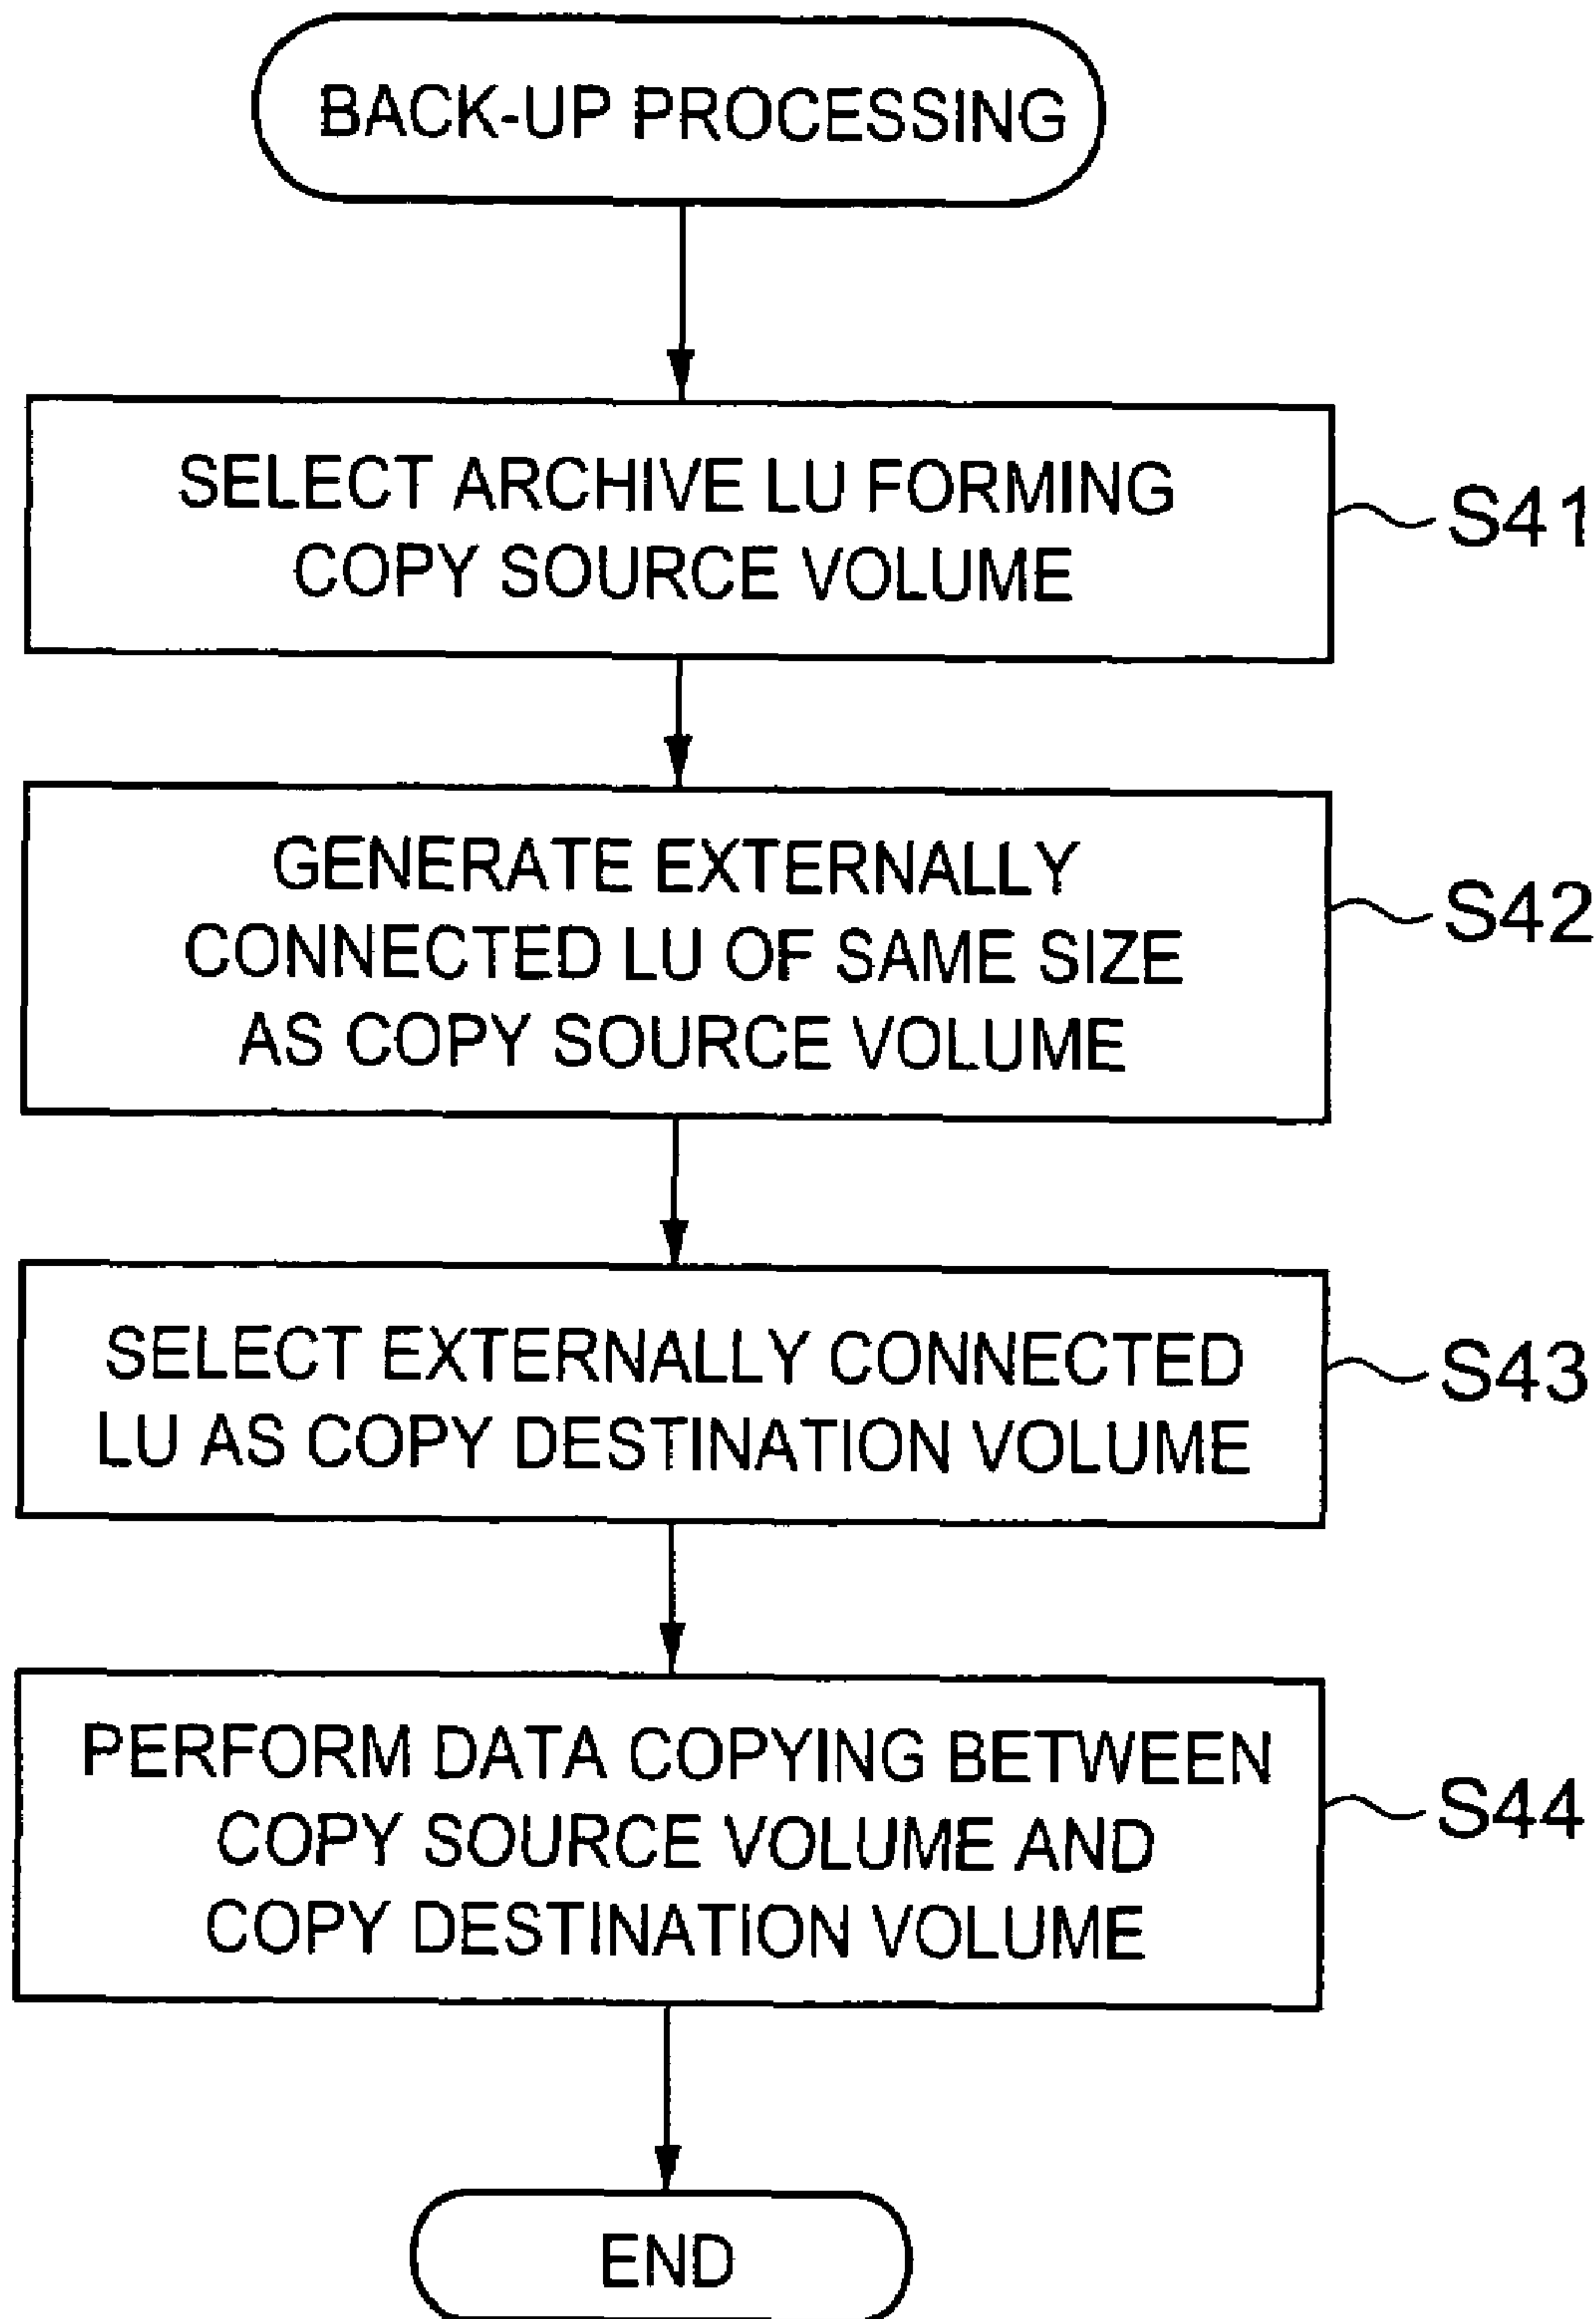 BACK-UP PROCESSING
SELECT ARCHIVE LU FORMING
COPY SOURCE VOLUME
S41
GENERATE EXTERNALLY
CONNECTED LU OF SAME SIZE
AS COPY SOURCE VOLUME
S42
SELECT EXTERNALLY CONNECTED
LU AS COPY DESTINATION VOLUME
S43
PERFORM DATA COPYING BETWEEN
COPY SOURCE VOLUME AND
COPY DESTINATION VOLUME
S44
END